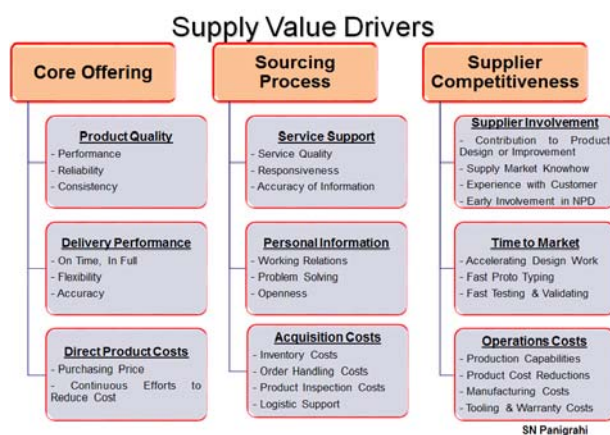 Supply Value Drivers
Core Offering
Product Quality
- Performance
- Reliability
- Consistency
Delivery Performance
- On Time, In Full
- Flexibility
- Accuracy
Direct Product Costs
- Purchasing Price
- Continuous Efforts to
Reduce Cost
Sourcing
Process
Service Support
- Service Quality
- Responsiveness
- Accuracy of Information
Personal Information
- Working Relations
- Problem Solving
- Openness
Acquisition Costs
- Inventory Costs
- Order Handling Costs
- Product Inspection Costs
- Logistic Support
Supplier
Competitiveness
Supplier Involvement
- Contribution to Product
Design or Improvement
- Supply Market Knowhow
- Experience with Customer
- Early Involvement in NPD
Time to Market
- Accelerating Design Work
- Fast Proto Typing
- Fast Testing & Validating
Operations Costs
- Production Capabilities
- Product Cost Reductions
- Manufacturing Costs
- Tooling & Warranty Costs
SN Panigrahi